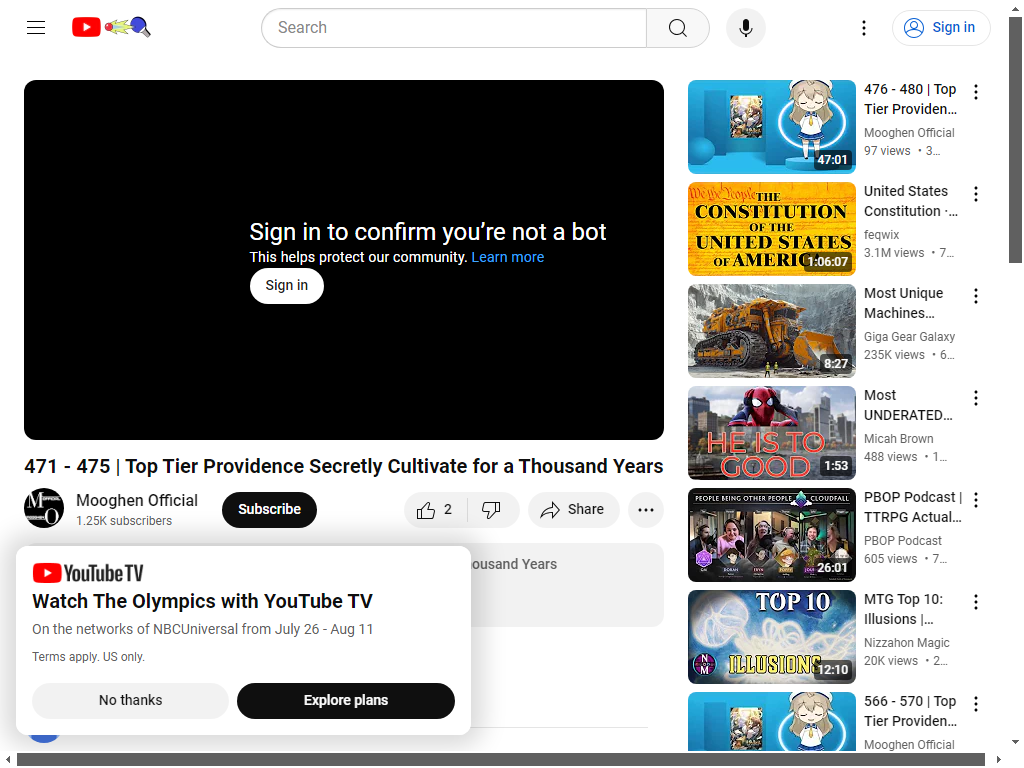 Search
Sign in
Sign in to confirm you're not a bot
This helps protect our community. Learn more
Sign in
471 - 475 | Top Tier Providence Secretly Cultivate for a Thousand Years
Mooghen Official
1.25K subscribers
Subscribe
2
Share
ousand Years
YouTube TV
Watch The Olympics with YouTube TV
On the networks of NBCUniversal from July 26 - Aug 11
Terms apply. US only.
No thanks
Explore plans
47:01
476 - 480 | Top
Tier Providen…
Mooghen Official
97 views • 3…
We the People
THE
CONSTITUTION
OF THE
UNITED STATES
OF AMERICA
1:06:07
United States
Constitution ·…
feqwix
3.1M views • 7…
8:27
Most Unique
Machines…
Giga Gear Galaxy
235K views • 6…
HE IS TO
GOOD
1:53
Most
UNDERATED…
Micah Brown
488 views • 1…
PEOPLE BEING OTHER PEOPLE CLOUDFALL
26:01
PBOP Podcast |
TTRPG Actual…
PBOP Podcast
605 views • 7…
TOP 10
NM
ILLUSIONS
12:10
MTG Top 10:
Illusions |…
Nizzahon Magic
20K views • 2…
566 - 570 | Top
Tier Providen…
Mooghen Official